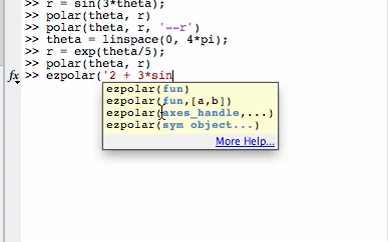 >> r = sin(3*theta);
>> polar(theta, r)
>> polar(theta, r, '--r')
>> theta = linspace(0, 4*pi);
>> r = exp(theta/5);
>> polar(theta, r)
fx >> ezpolar('2 + 3*sin
ezpolar(fun)
ezpolar(fun,[a,b])
ezpolar(axes_handle,...)
ezpolar(sym object...)
More Help...